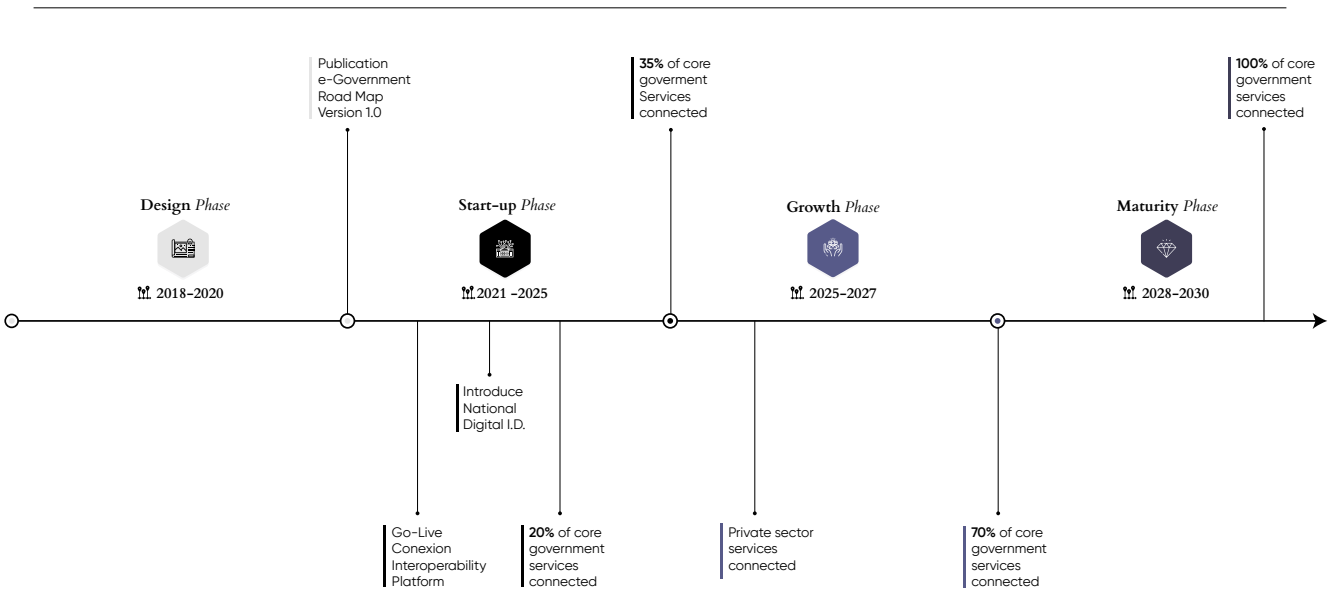 Publication
e-Government
Road Map
Version 1.0
35% of core
goverment
Services
connected
100% of core
government
services
connected
Design Phase
2018-2020
Start-up Phase
2021 -2025
Growth Phase
2025-2027
Maturity Phase
2028-2030
Introduce
National
Digital I.D.
Go-Live
Conexion
Interoperability
Platform
20% of core
government
services
connected
Private sector
services
connected
70% of core
government
services
connected